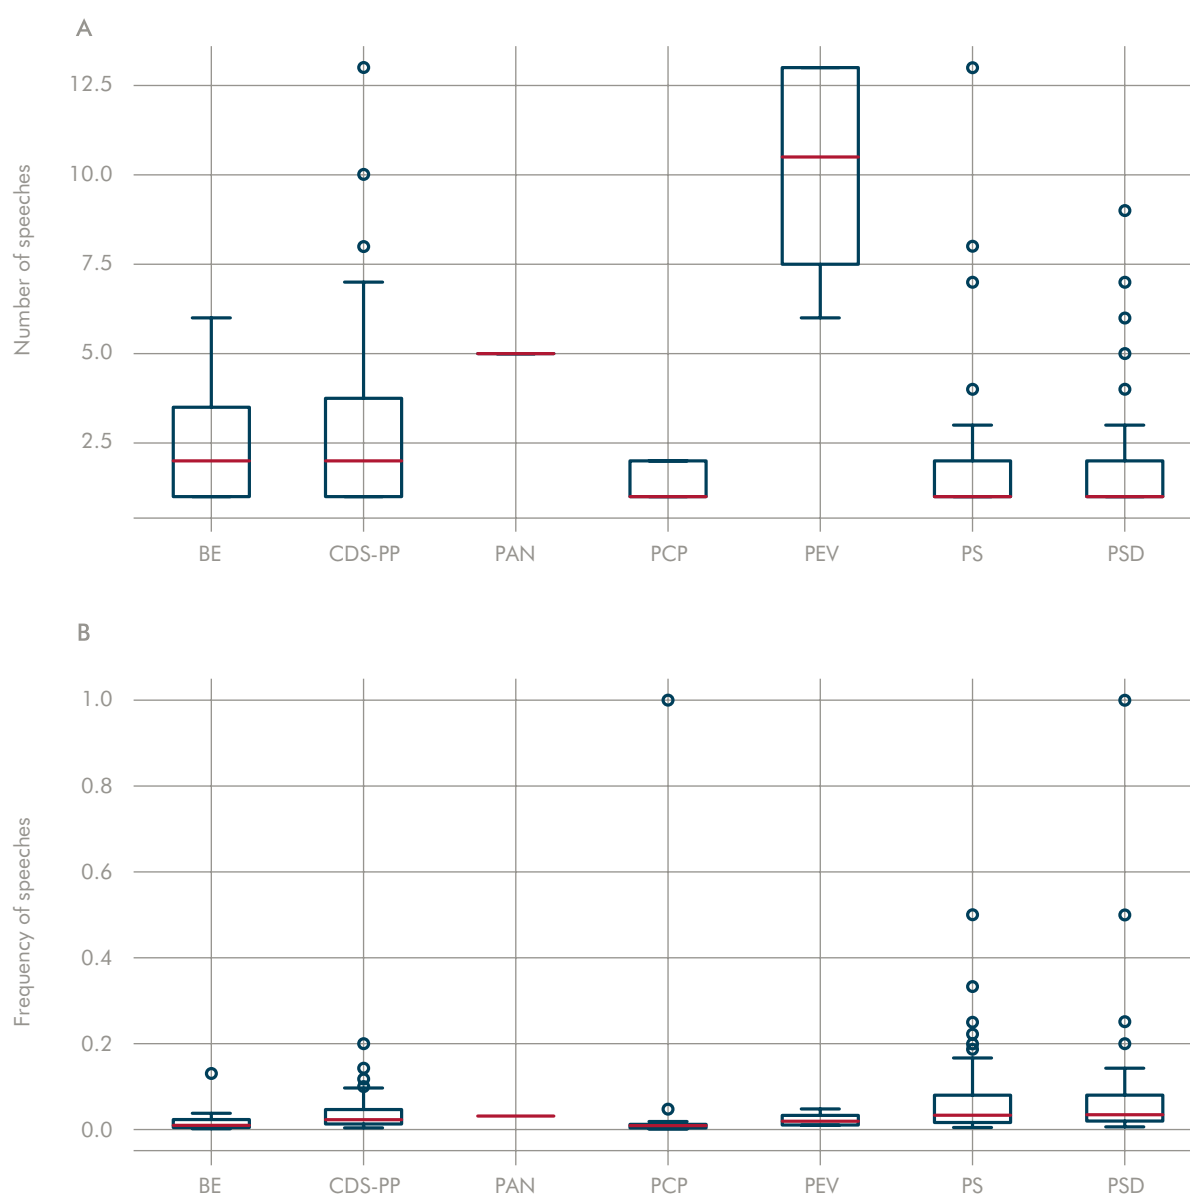 A
12.5
10.0
7.5
5.0
2.5
Number of speeches
BE CDS-PP PAN PCP PEV PS PSD
B
1.0
0.8
0.6
0.4
0.2
0.0
Frequency of speeches
BE CDS-PP PAN PCP PEV PS PSD